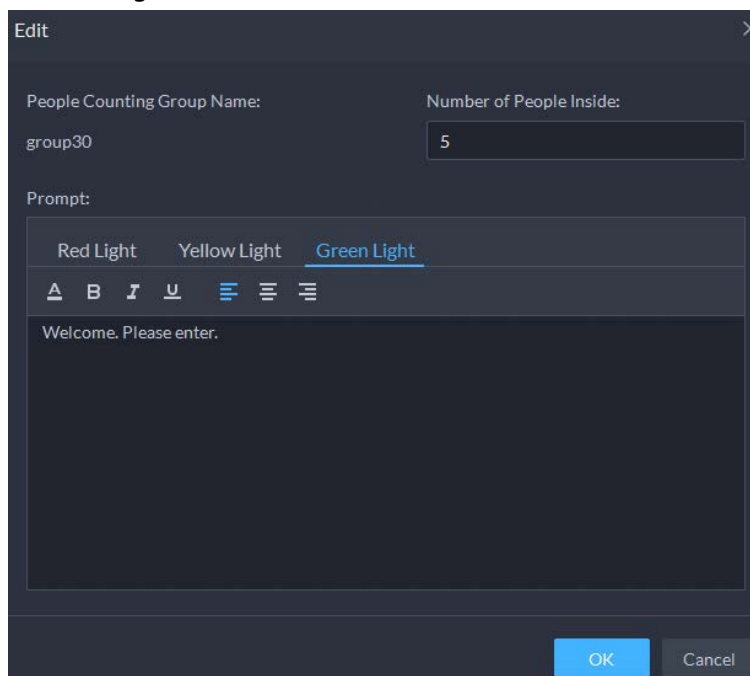 Edit
People Counting Group Name:
Number of People Inside:
group30
5
Prompt:
Red Light Yellow Light Green Light
A B I U
Welcome. Please enter.
OK Cancel